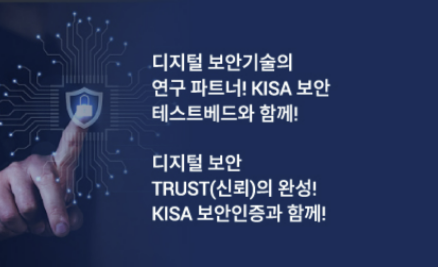 디지털 보안기술의
연구 파트너! KISA 보안
테스트베드와 함께!
디지털 보안
TRUST(신뢰)의 완성!
KISA 보안인증과 함께!